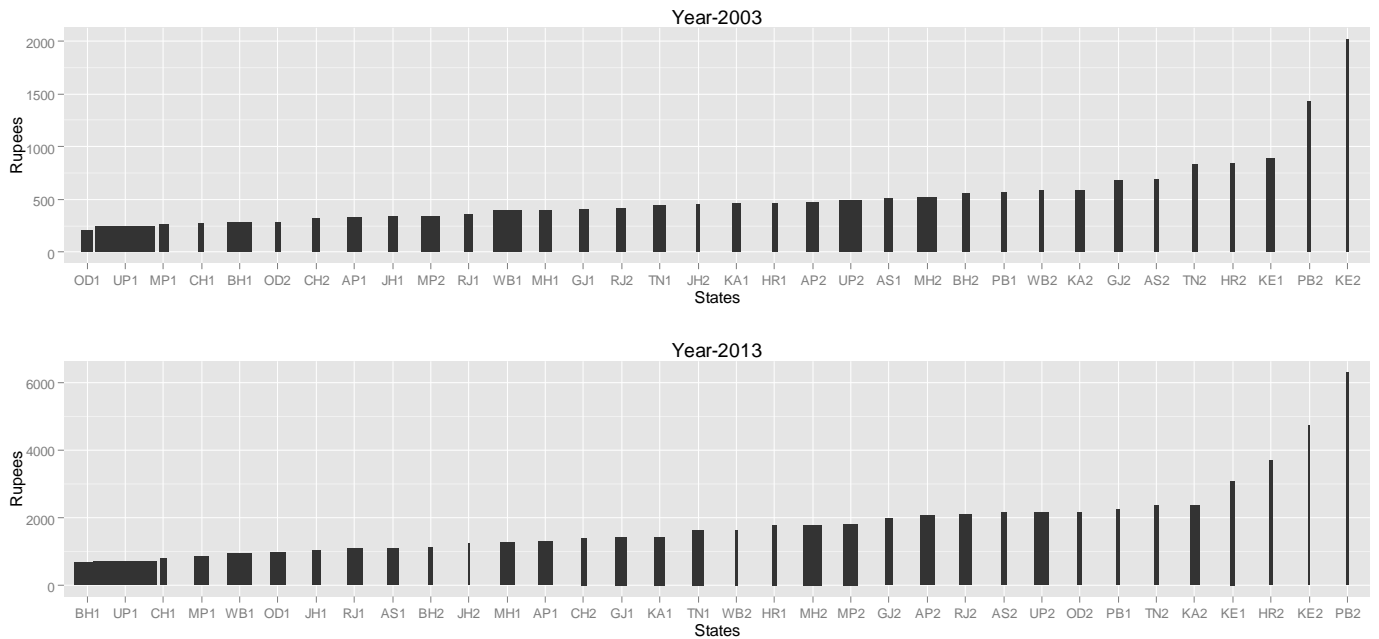 Year-2003
2000
1500
1000
500
0
Rupees
OD1 UP1 MP1 CH1 BH1 OD2 CH2 AP1 JH1 MP2 RJ1 WB1 MH1 GJ1 RJ2 TN1 JH2 KA1 HR1 AP2 UP2 AS1 MH2 BH2 PB1 WB2 KA2 GJ2 AS2 TN2 HR2 KE1 PB2 KE2
States
Year-2013
6000
4000
2000
0
Rupees
BH1 UP1 CH1 MP1 WB1 OD1 JH1 RJ1 AS1 BH2 JH2 MH1 AP1 CH2 GJ1 KA1 TN1 WB2 HR1 MH2 MP2 GJ2 AP2 RJ2 AS2 UP2 OD2 PB1 TN2 KA2 KE1 HR2 KE2 PB2
States